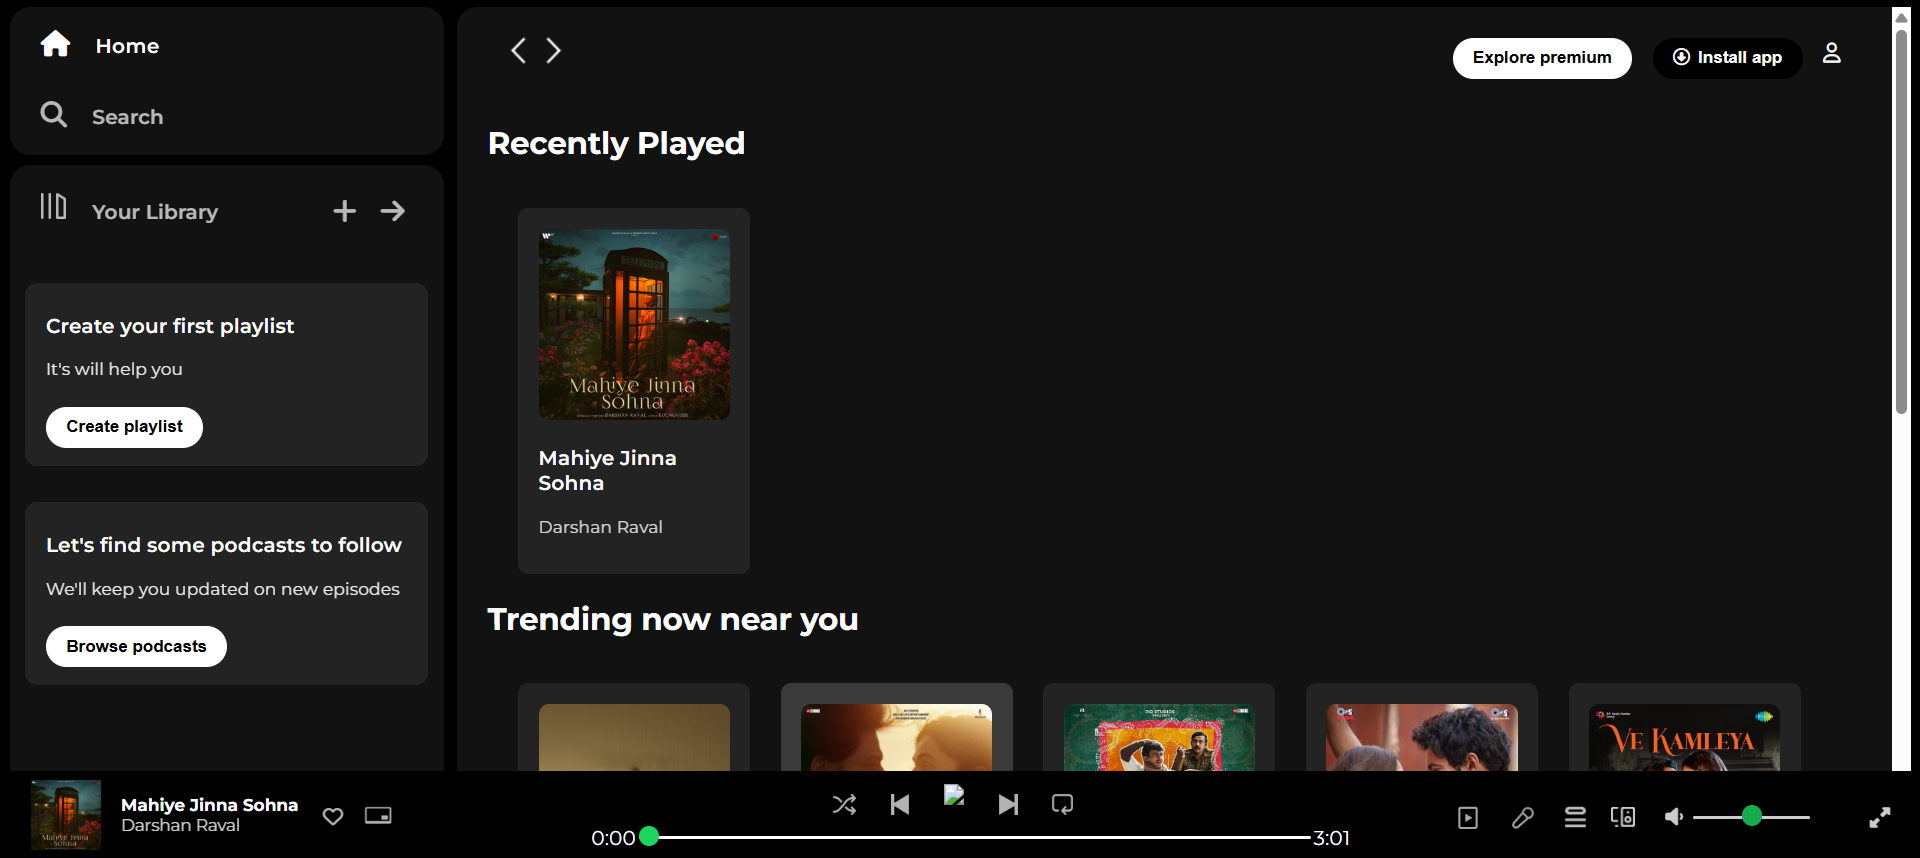 Home
Search
Your Library
Create your first playlist
It's will help you
Create playlist
Let's find some podcasts to follow
We'll keep you updated on new episodes
Browse podcasts
Explore premium
Install app
Recently Played
Mahiye Jinna
Sohna
Mahiye Jinna
Sohna
Darshan Raval
Trending now near you
VE KAMLEYA
Mahiye Jinna
Sohna
Mahiye Jinna Sohna
Darshan Raval
0:00
3:01